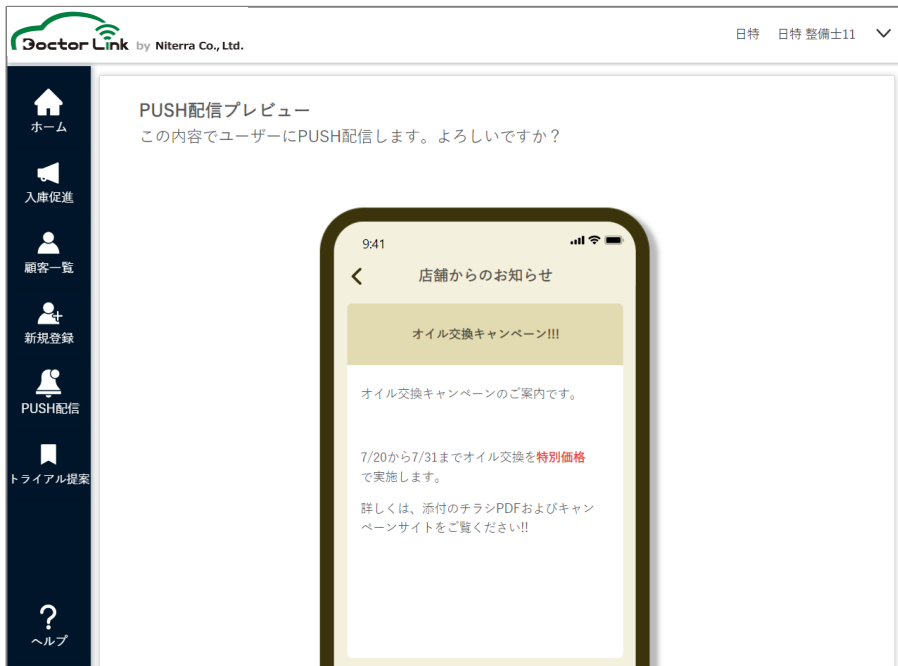 Doctor Link by Niterra Co., Ltd.
日特 日特 整備士11
ホーム
入庫促進
顧客一覧
新規登録
PUSH配信
トライアル提案
ヘルプ
PUSH配信プレビュー
この内容でユーザーにPUSH配信します。よろしいですか？
9:41
店舗からのお知らせ
オイル交換キャンペーン!!!
オイル交換キャンペーンのご案内です。
7/20から7/31までオイル交換を特別価格
で実施します。
詳しくは、添付のチラシPDFおよびキャン
ペーンサイトをご覧ください!!